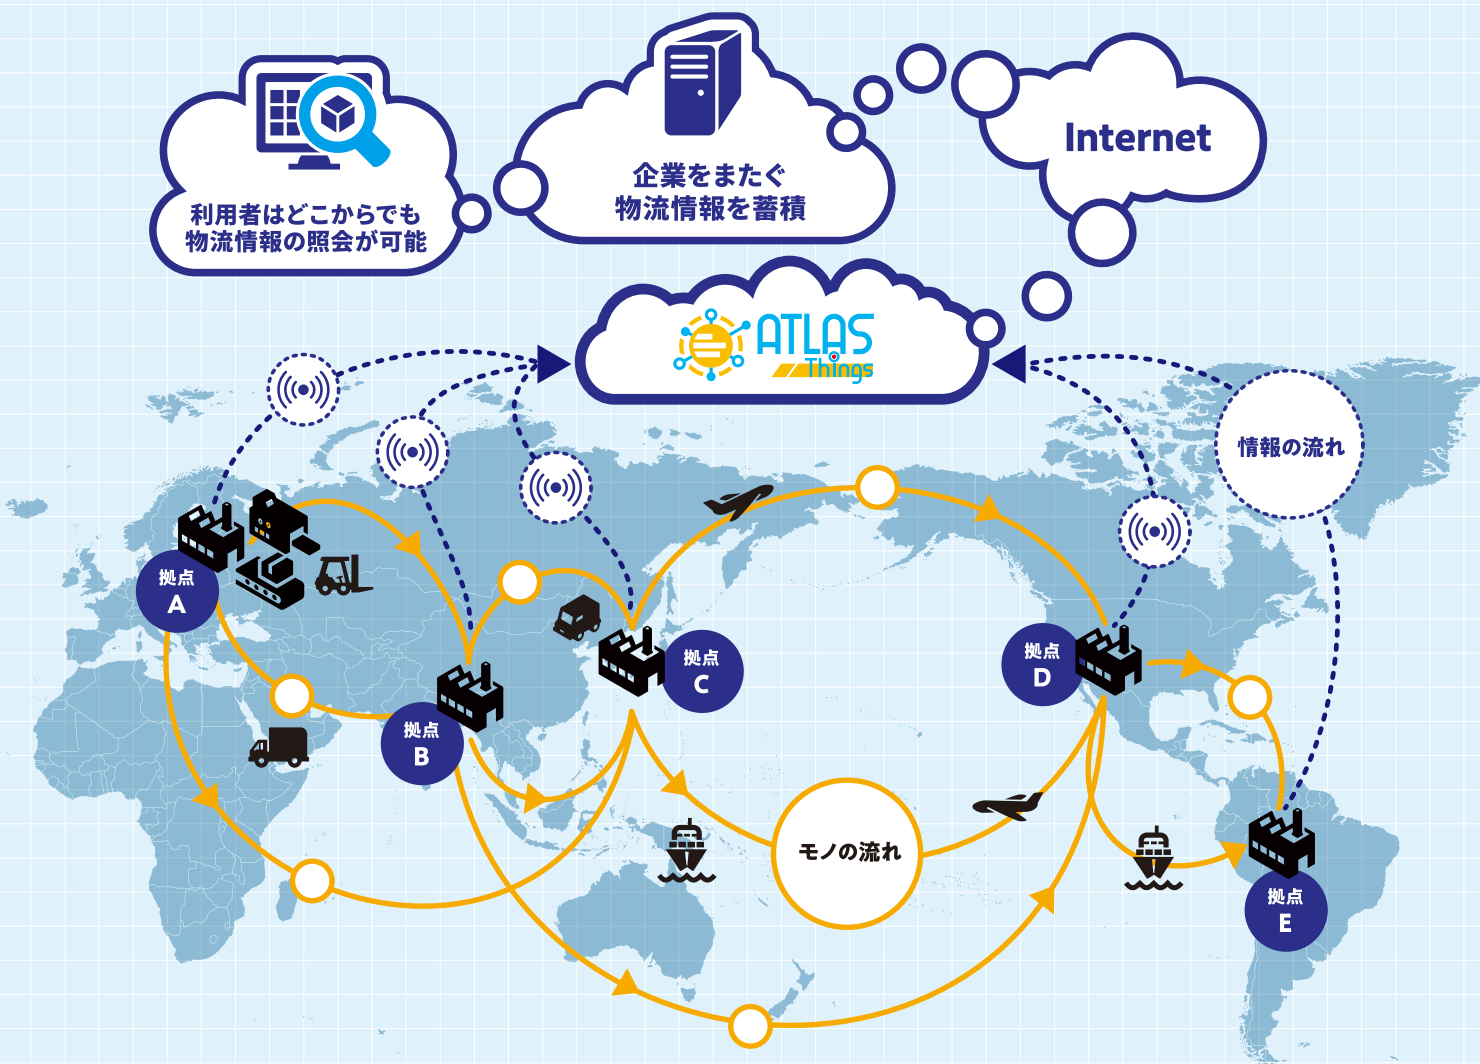 利用者はどこからでも
物流情報の照会が可能
企業をまたぐ
物流情報を蓄積
Internet
ATLAS
Things
情報の流れ
拠点
A
拠点
B
拠点
C
拠点
D
モノの流れ
拠点
E